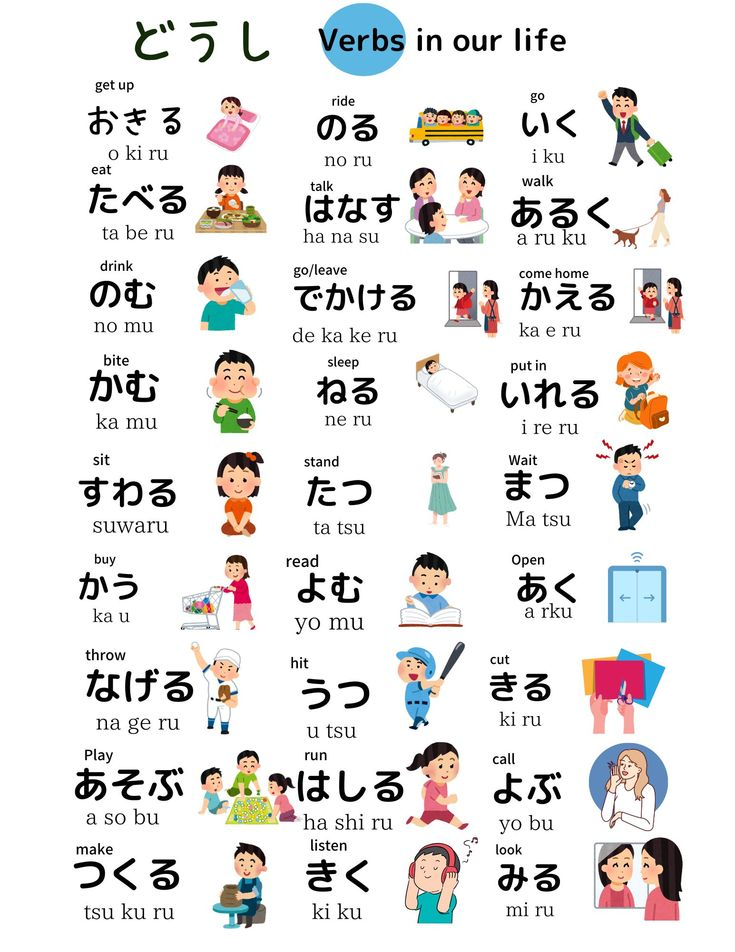 どうし Verbs in our life
get up
おきる
o ki ru
ride
のる
no ru
go
いく
i ku
eat
たべる
ta be ru
talk
はなす
ha na su
walk
あるく
a ru ku
drink
のむ
no mu
go/leave
でかける
de ka ke ru
come home
かえる
ka e ru
bite
かむ
ka mu
sleep
ねる
ne ru
put in
いれる
i re ru
sit
すわる
suwaru
stand
たつ
ta tsu
Wait
まつ
Ma tsu
buy
かう
ka u
read
よむ
yo mu
Open
あく
a rku
throw
なげる
na ge ru
hit
うつ
u tsu
cut
きる
ki ru
Play
あそぶ
a so bu
run
はしる
ha shi ru
call
よぶ
yo bu
make
つくる
tsu ku ru
listen
きく
ki ku
look
みる
mi ru